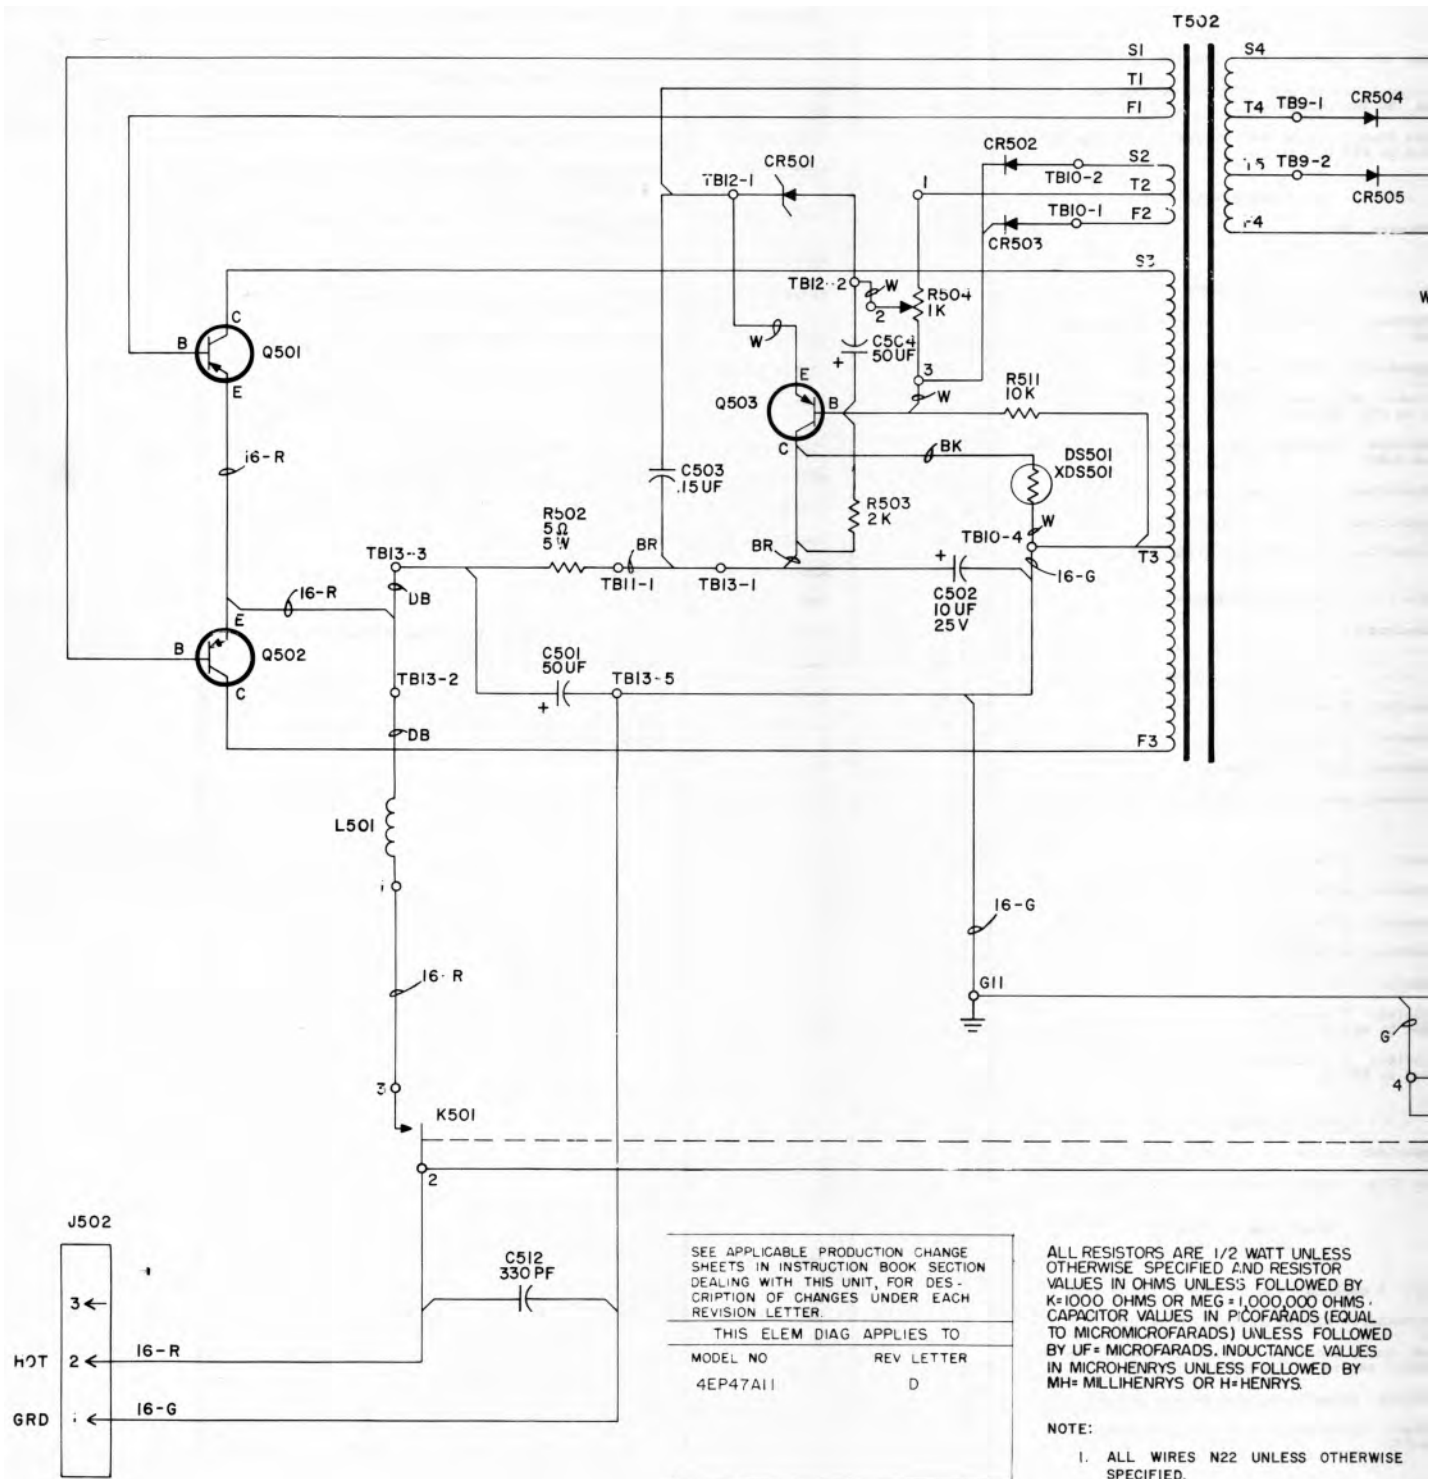 T502
S1
S4
T1
F1
T4 TB9-1 CR504
CR502
S2
CR501
TB12-1
TB10-2
T2
T5 TB9-2
1
TB10-1
F2
CR505
CR503
F4
S3
TB12-2
W
R504
1K
2
W
C
C504
50UF
+
B
Q501
W
3
R511
10K
E
E
Q503
B
W
C
BK
DS501
XDS501
16-R
C503
.15UF
R503
2K
R502
5Ω
5W
W
TB10-4
TB13-3
BR
BR
+
T3
TB11-1
TB13-1
16-G
DB
C502
10UF
25V
16-R
E
B
Q502
C501
50UF
TB13-5
TB13-2
C
+
DB
F3
L501
1
16-G
16-R
G11
G
3
4
K501
2
J502
C512
330 PF
3
HOT 2 16-R
GRD 1 16-G
SEE APPLICABLE PRODUCTION CHANGE
SHEETS IN INSTRUCTION BOOK SECTION
DEALING WITH THIS UNIT, FOR DES-
CRIPTION OF CHANGES UNDER EACH
REVISION LETTER.
THIS ELEM DIAG APPLIES TO
MODEL NO REV LETTER
4EP47A11 D
ALL RESISTORS ARE 1/2 WATT UNLESS
OTHERWISE SPECIFIED AND RESISTOR
VALUES IN OHMS UNLESS FOLLOWED BY
K=1000 OHMS OR MEG=1,000,000 OHMS.
CAPACITOR VALUES IN PICOFARADS (EQUAL
TO MICROMICROFARADS) UNLESS FOLLOWED
BY UF= MICROFARADS. INDUCTANCE VALUES
IN MICROHENRYS UNLESS FOLLOWED BY
MH= MILLIHENRYS OR H=HENRYS.
NOTE:
1. ALL WIRES N22 UNLESS OTHERWISE
SPECIFIED.